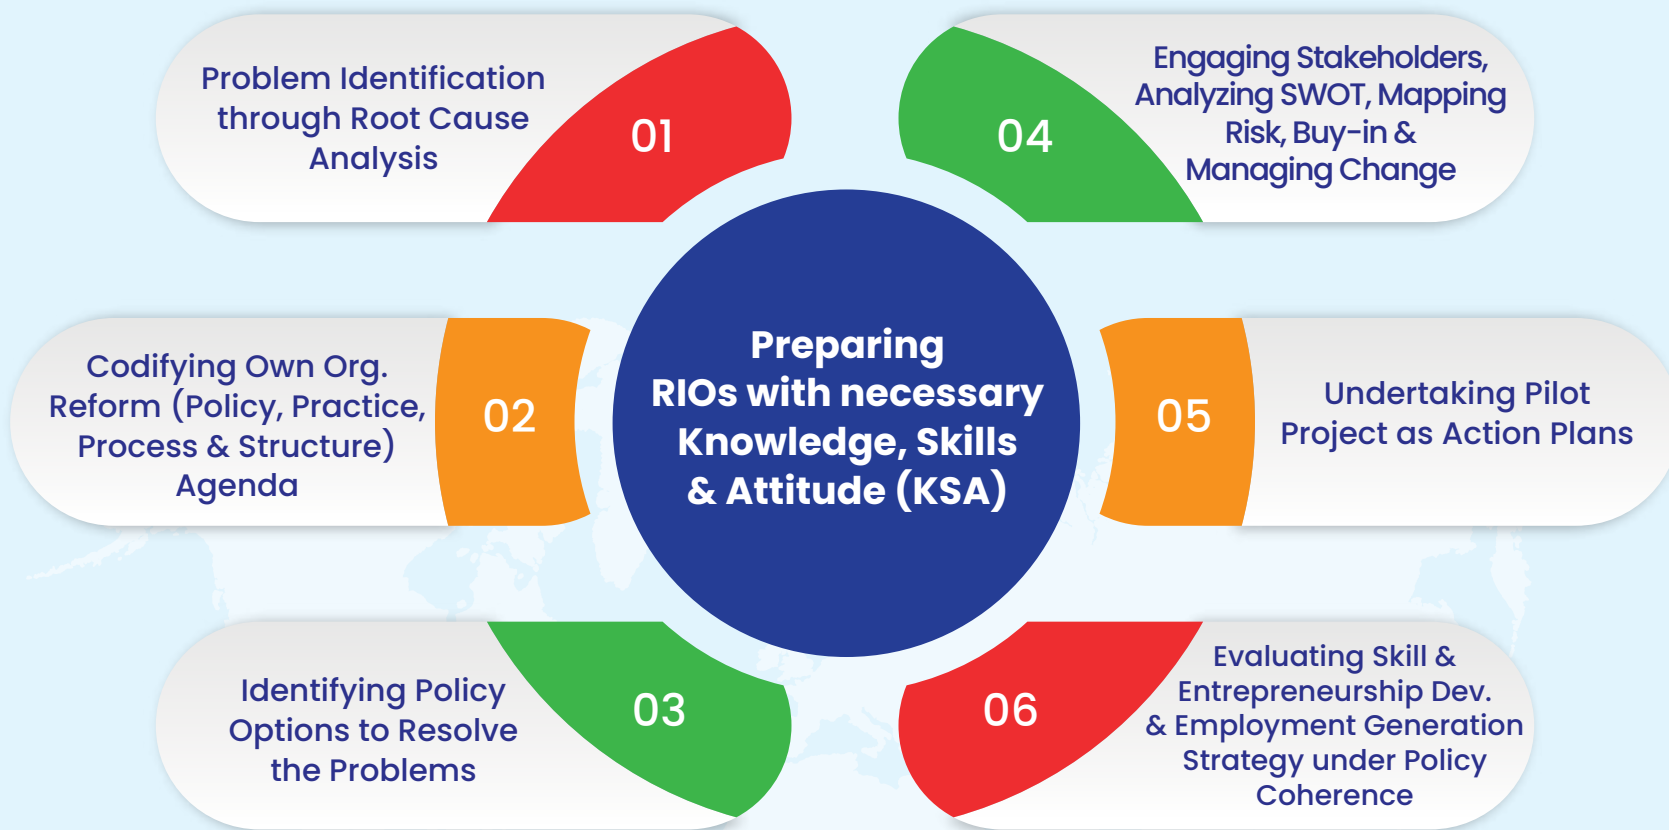 Problem Identification
through Root Cause
Analysis
01
Codifying Own Org.
Reform (Policy, Practice,
Process & Structure)
Agenda
02
Identifying Policy
Options to Resolve
the Problems
03
Preparing
RIOs with necessary
Knowledge, Skills
& Attitude (KSA)
04
Engaging Stakeholders,
Analyzing SWOT, Mapping
Risk, Buy-in &
Managing Change
05
Undertaking Pilot
Project as Action Plans
06
Evaluating Skill &
Entrepreneurship Dev.
& Employment Generation
Strategy under Policy
Coherence